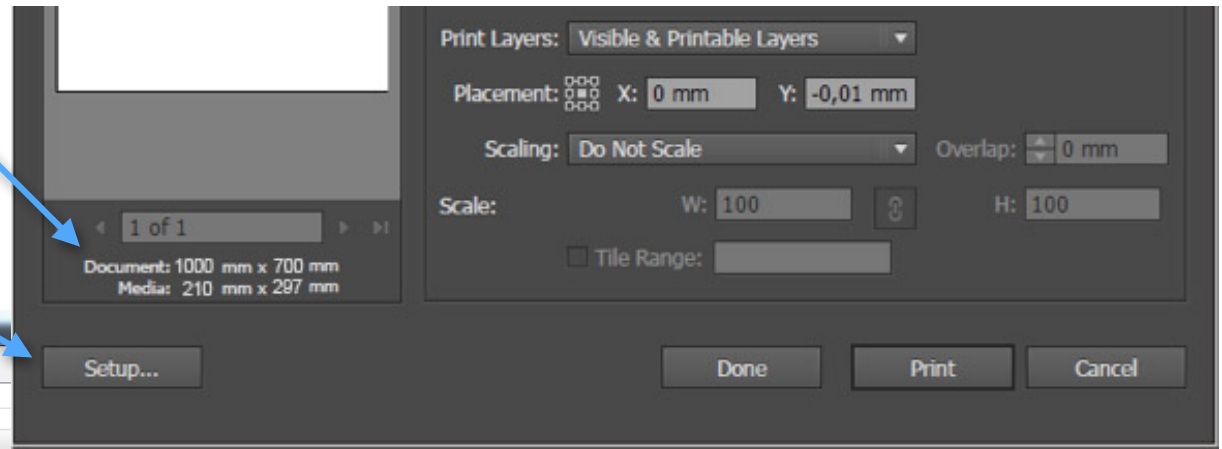 Print Layers: Visible & Printable Layers
Placement: X: 0 mm Y: -0,01 mm
Scaling: Do Not Scale Overlap: 0 mm
1 of 1
Scale: W: 100 H: 100
Tile Range:
Document: 1000 mm x 700 mm
Media: 210 mm x 297 mm
Setup... Done Print Cancel